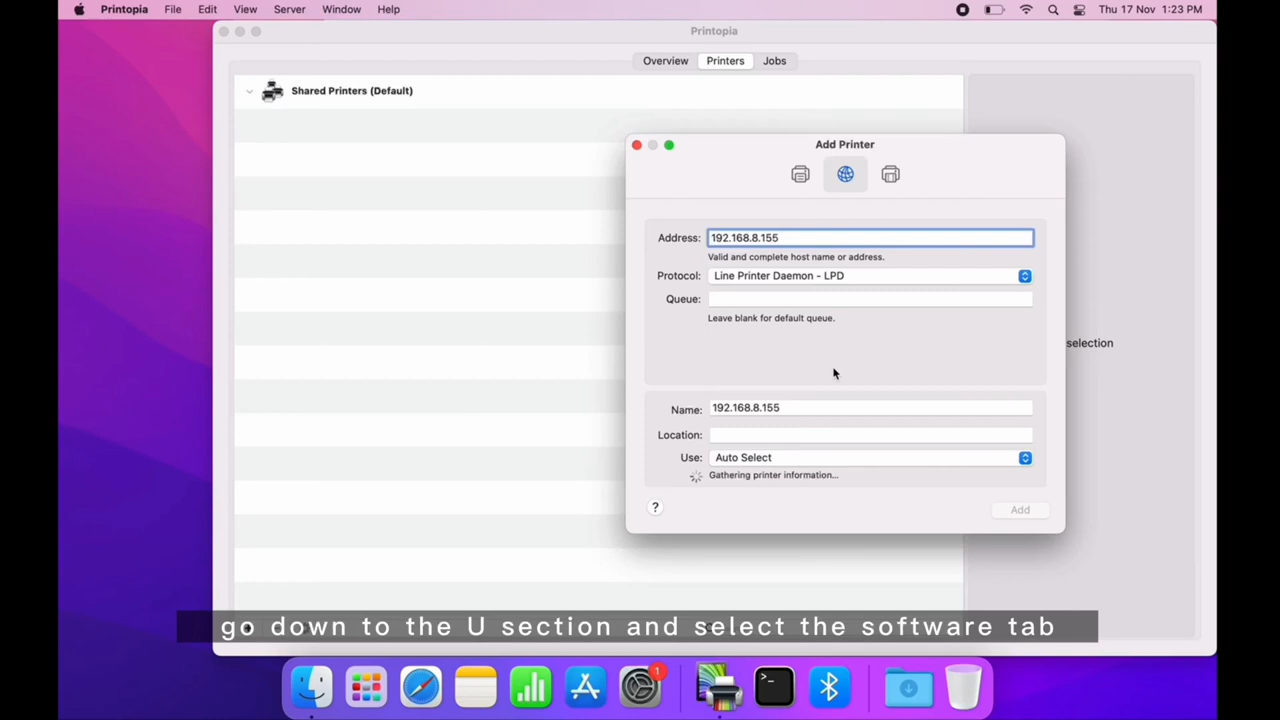 Printopia File Edit View Server Window Help Thu 17 Nov 1:23 PM
Printopia
Overview Printers Jobs
Shared Printers (Default)
Add Printer
Address: 192.168.8.155
Valid and complete host name or address.
Protocol: Line Printer Daemon - LPD
Queue:
Leave blank for default queue.
selection
Name: 192.168.8.155
Location:
Use: Auto Select
Gathering printer information...
? Add
go down to the U section and select the software tab
1
>_